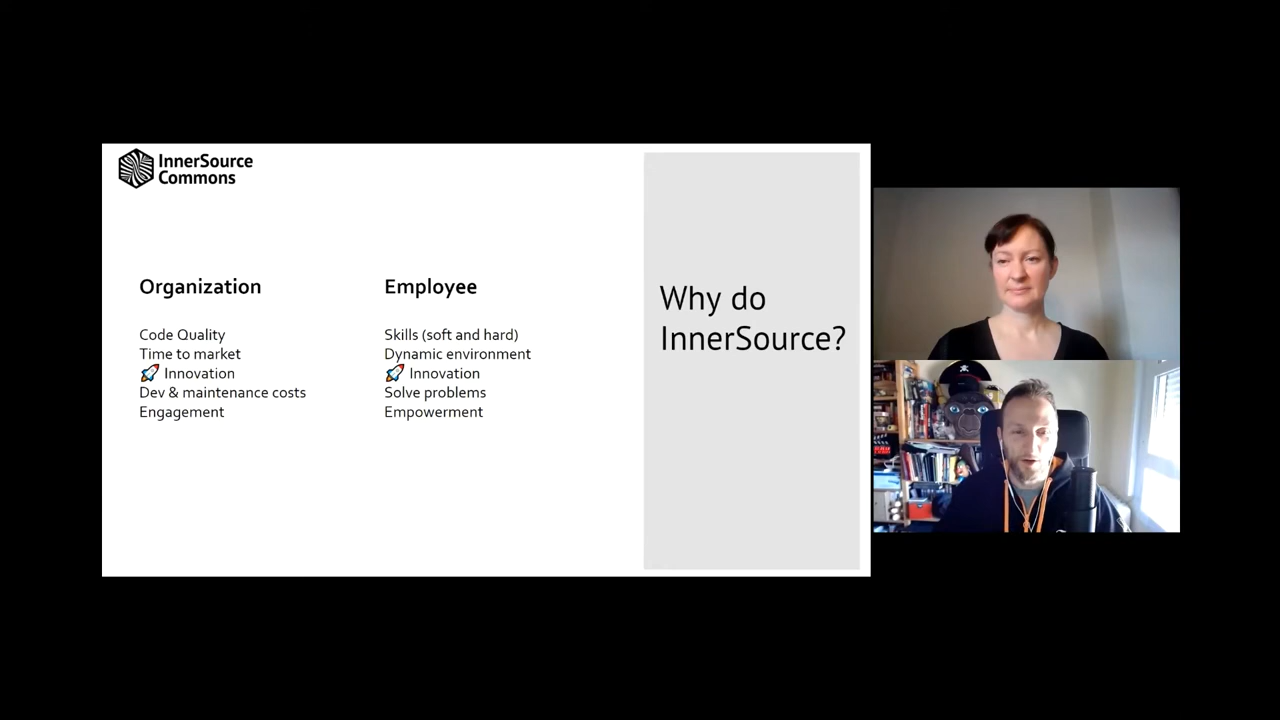 InnerSource
Commons
Organization
Code Quality
Time to market
🚀 Innovation
Dev & maintenance costs
Engagement
Employee
Skills (soft and hard)
Dynamic environment
🚀 Innovation
Solve problems
Empowerment
Why do
InnerSource?